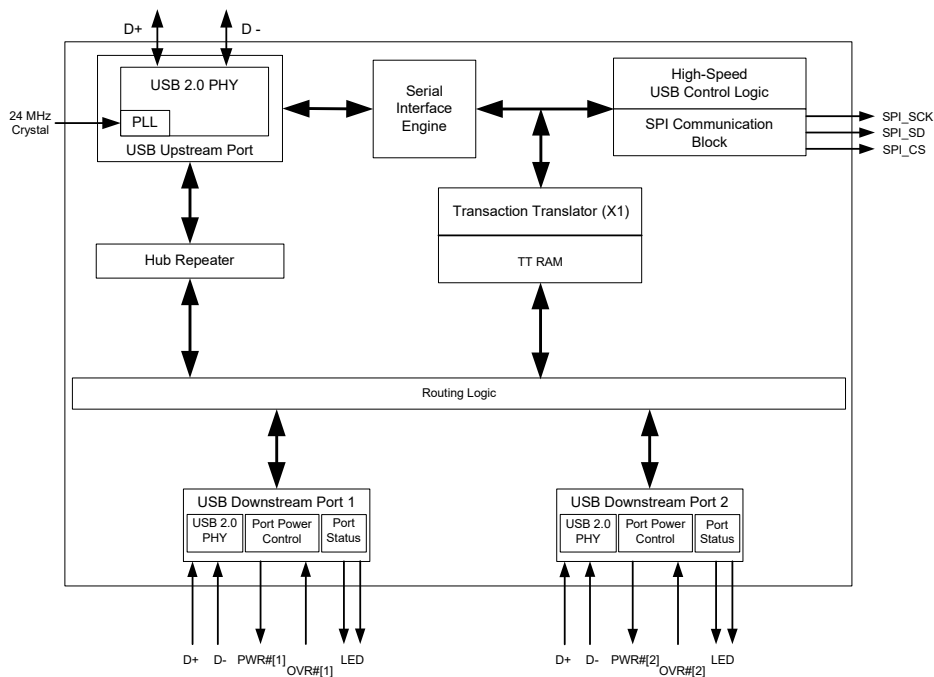 D+
D -
USB 2.0 PHY
PLL
USB Upstream Port
24 MHz
Crystal
Serial
Interface
Engine
High-Speed
USB Control Logic
SPI Communication
Block
SPI_SCK
SPI_SD
SPI_CS
Transaction Translator (X1)
TT RAM
Hub Repeater
Routing Logic
USB Downstream Port 1
USB 2.0
PHY
Port Power
Control
Port
Status
USB Downstream Port 2
USB 2.0
PHY
Port Power
Control
Port
Status
D+
D-
PWR#[1]
OVR#[1]
LED
D+
D-
PWR#[2]
OVR#[2]
LED